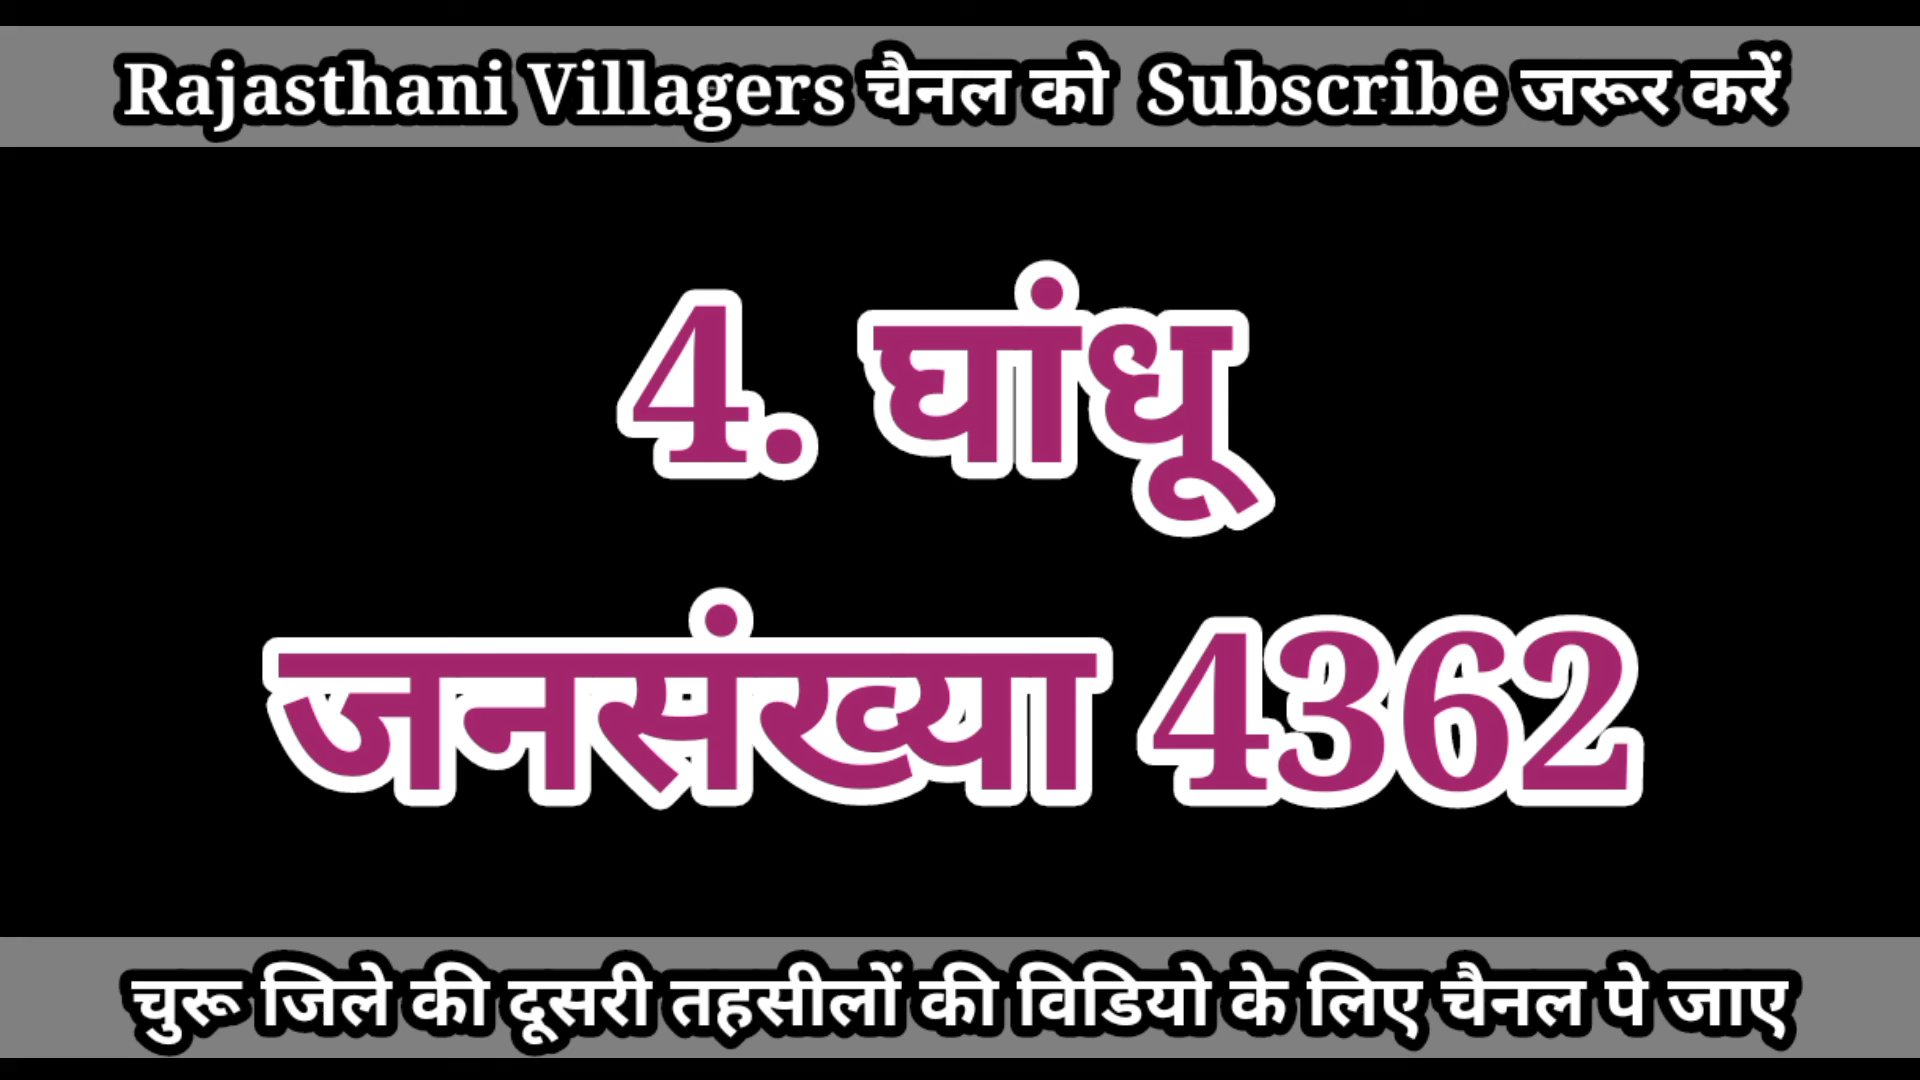 Rajasthani Villagers चैनल को Subscribe जरूर करें
4. घांधू
जनसंख्या 4362
चुरू जिले की दूसरी तहसीलों की विडियो के लिए चैनल पे जाए